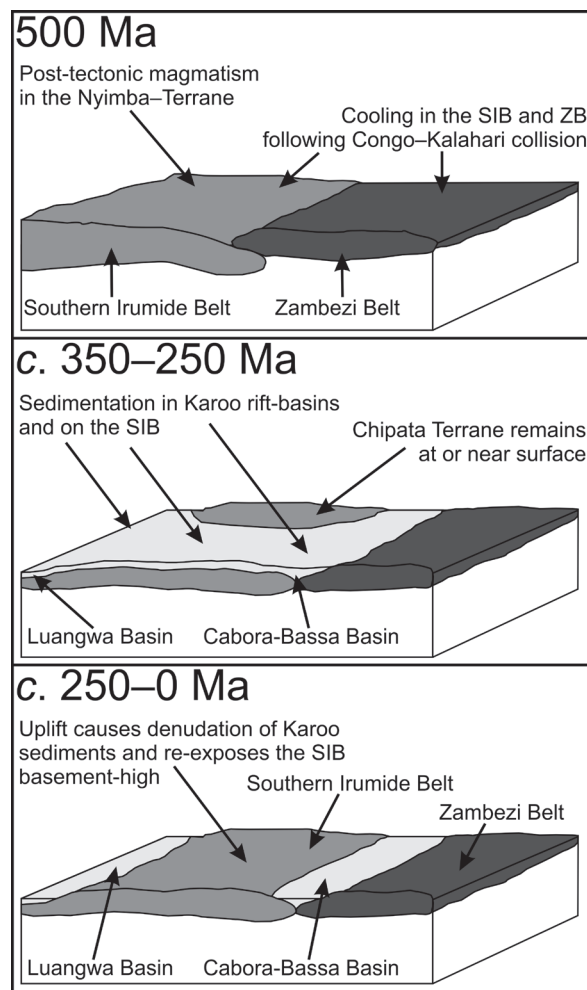 500 Ma
Post-tectonic magmatism
in the Nyimba–Terrane
Cooling in the SIB and ZB
following Congo–Kalahari collision
Southern Irumide Belt
Zambezi Belt
c. 350–250 Ma
Sedimentation in Karoo rift-basins
and on the SIB
Chipata Terrane remains
at or near surface
Luangwa Basin
Cabora-Bassa Basin
c. 250–0 Ma
Uplift causes denudation of Karoo
sediments and re-exposes the SIB
basement-high
Southern Irumide Belt
Zambezi Belt
Luangwa Basin
Cabora-Bassa Basin